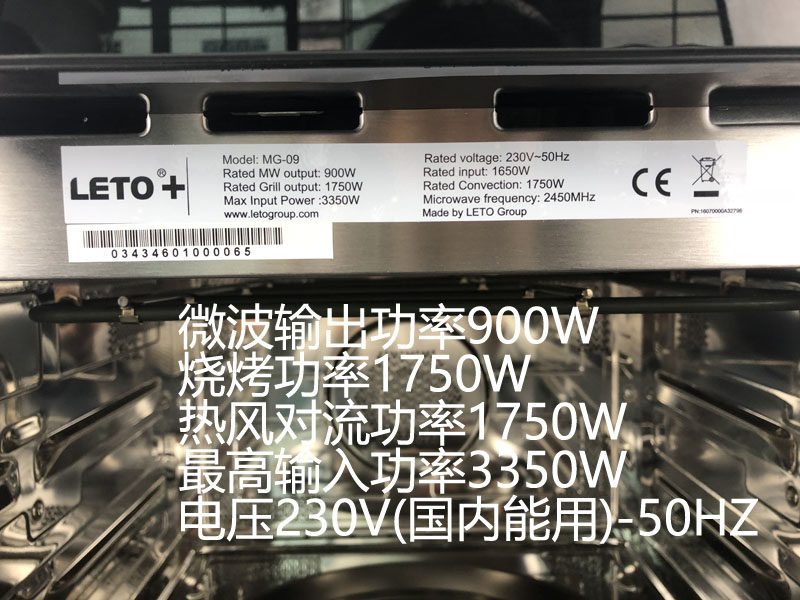 LETO®+
Model: MG-09
Rated MW output: 900W
Rated Grill output: 1750W
Max Input Power :3350W
www.letogroup.com
Rated voltage: 230V~50Hz
Rated input: 1650W
Rated Convection: 1750W
Microwave frequency: 2450MHz
Made by LETO Group
CE
PN:16070000A32796
03434601000065
微波输出功率900W
烧烤功率1750W
热风对流功率1750W
最高输入功率3350W
电压230V(国内能用)-50HZ